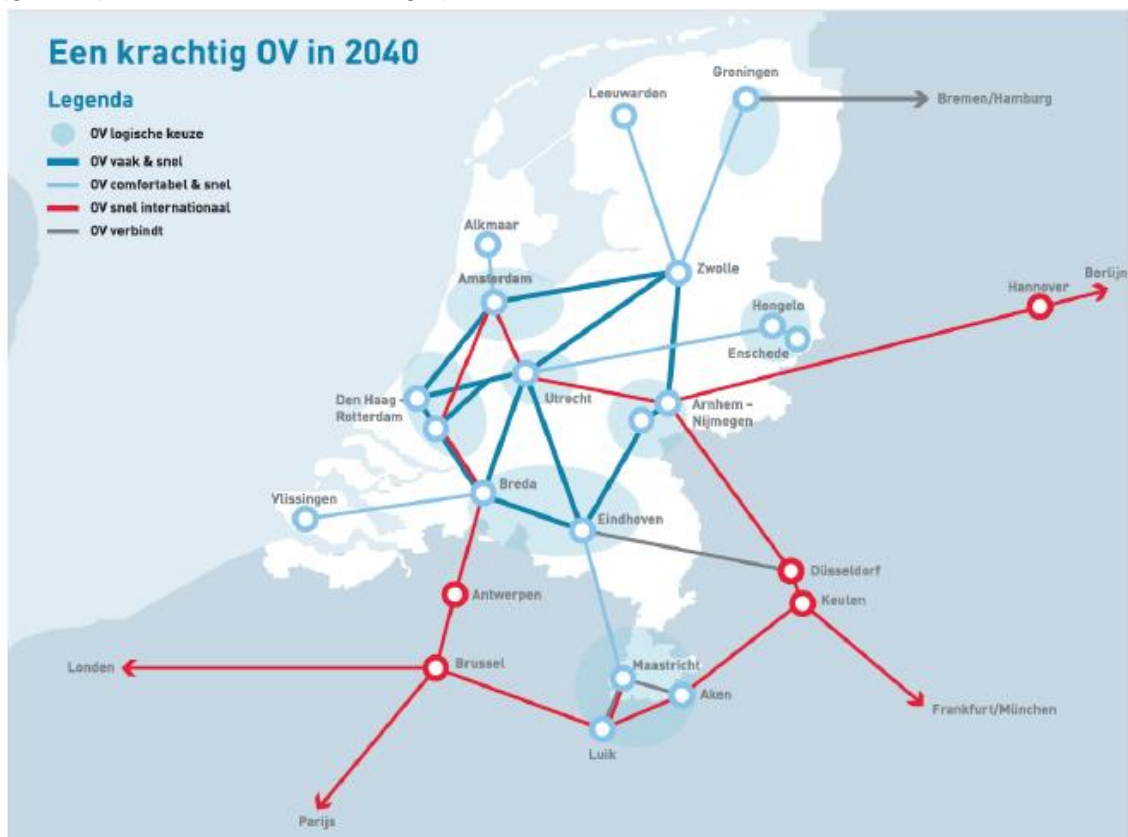 Een krachtig OV in 2040
Legenda
OV logische keuze
OV vaak & snel
OV comfortabel & snel
OV snel internationaal
OV verbindt
Groningen
Leeuwarden
Bremen/Hamburg
Alkmaar
Amsterdam
Zwolle
Berlijn
Hannover
Hengelo
Enschede
Den Haag -
Rotterdam
Utrecht
Arnhem -
Nijmegen
Breda
Vlissingen
Eindhoven
Düsseldorf
Antwerpen
Keulen
Londen
Brussel
Maastricht
Aken
Frankfurt/München
Luik
Parijs